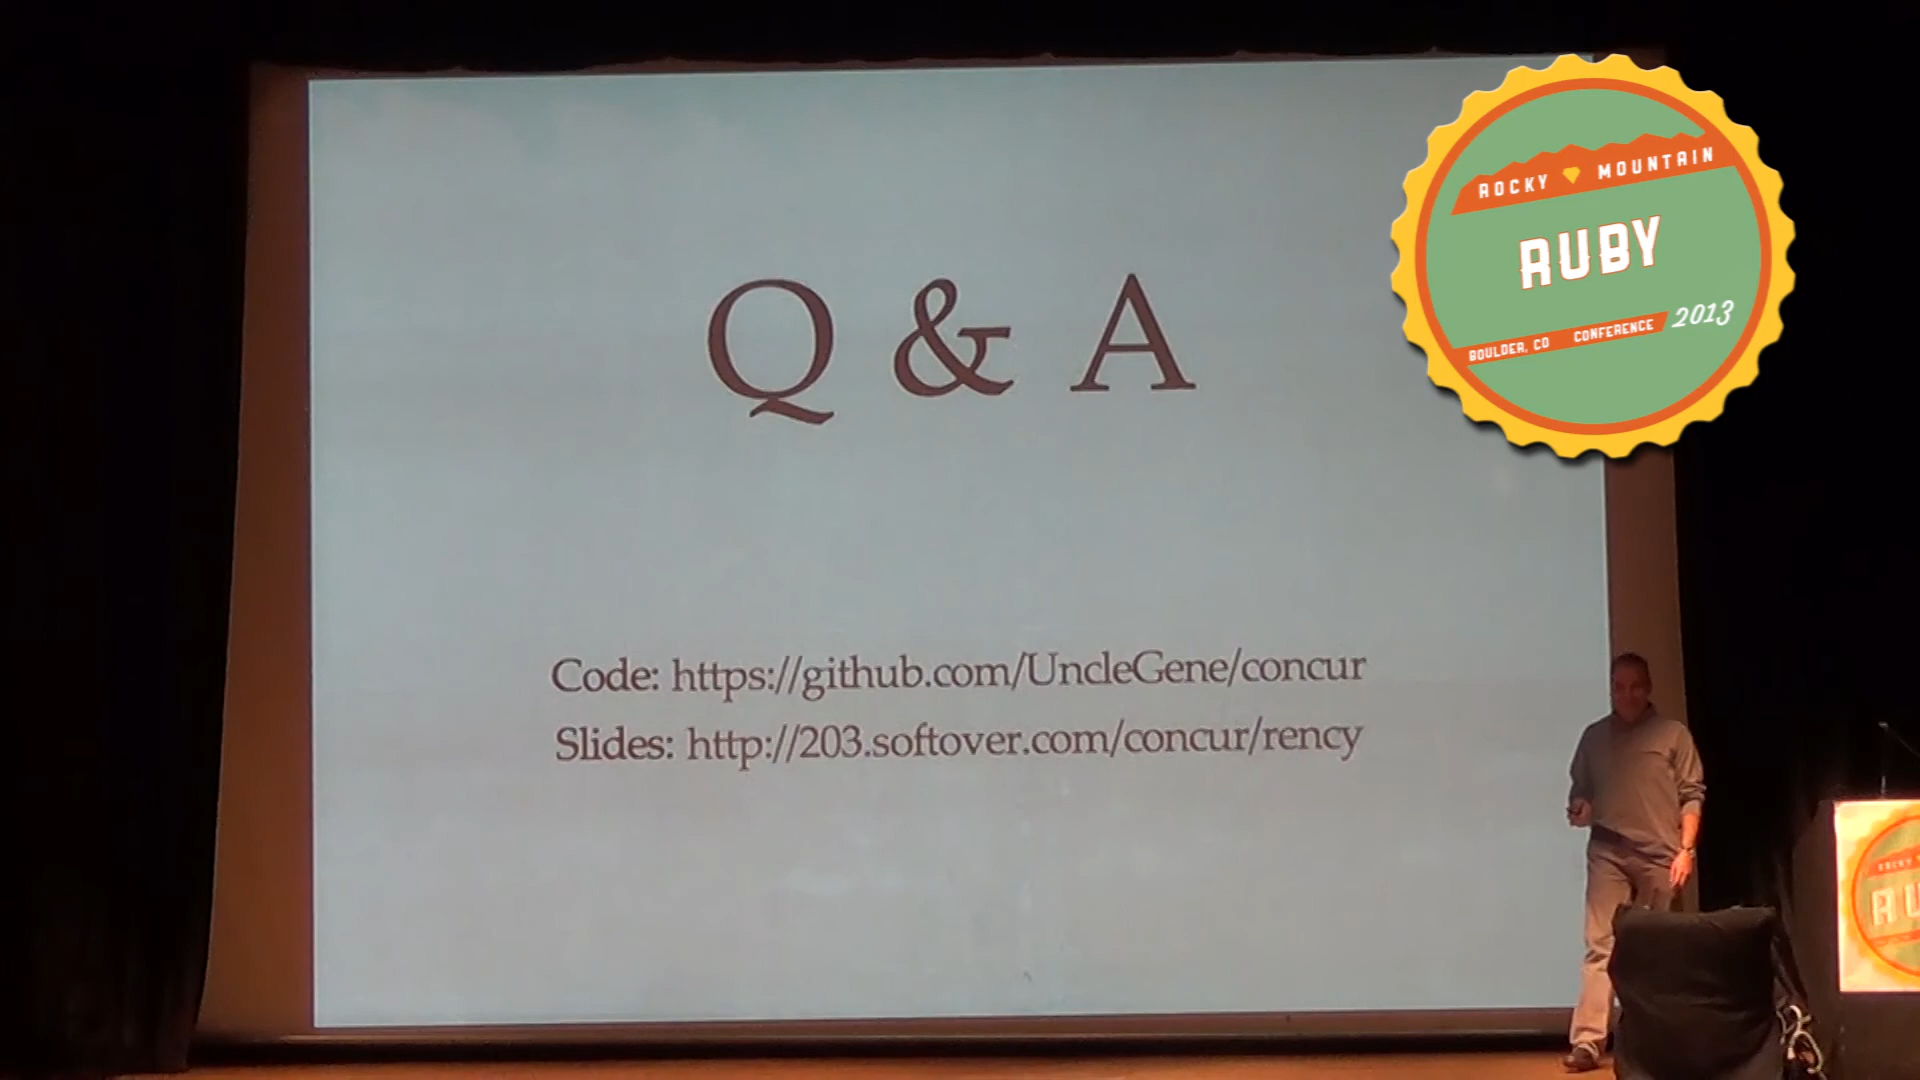 Q & A
Code: https://github.com/UncleGene/concur
Slides: http://203.softover.com/concur/rency
ROCKY MOUNTAIN
RUBY
BOULDER, CO CONFERENCE 2013